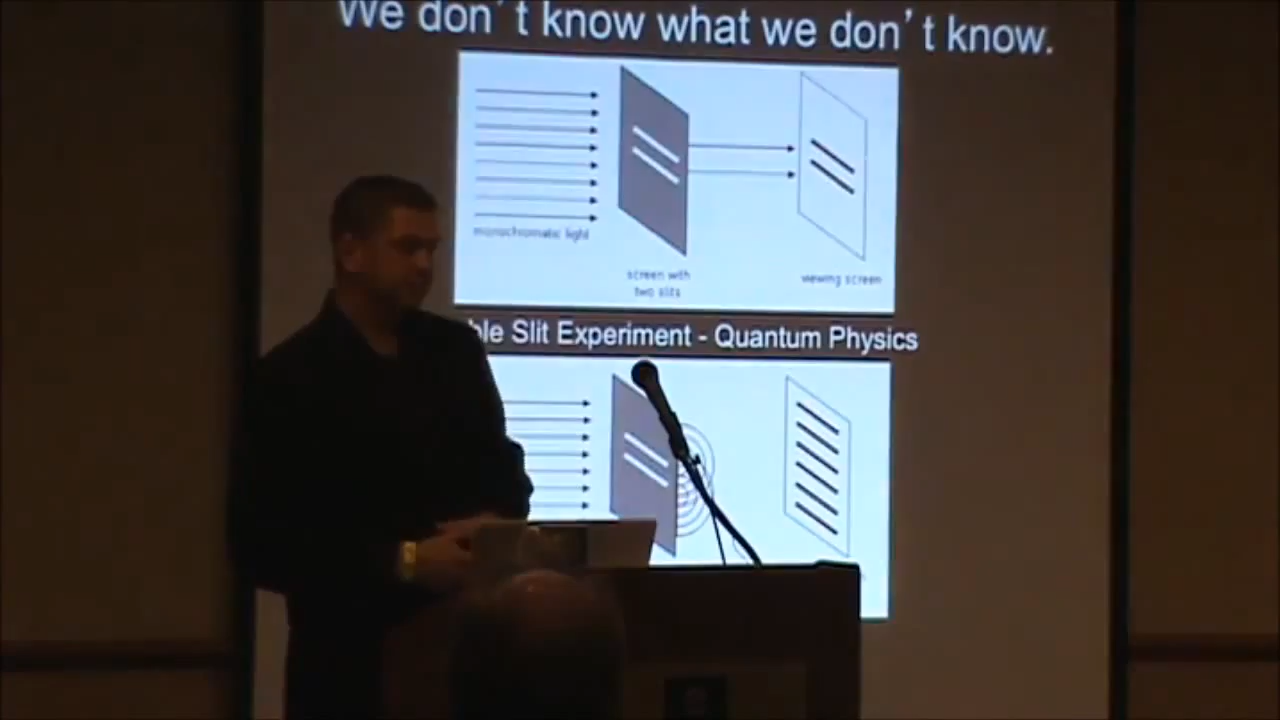 We don't know what we don't know.
monochromatic light
screen with
two slits
viewing screen
ble Slit Experiment - Quantum Physics